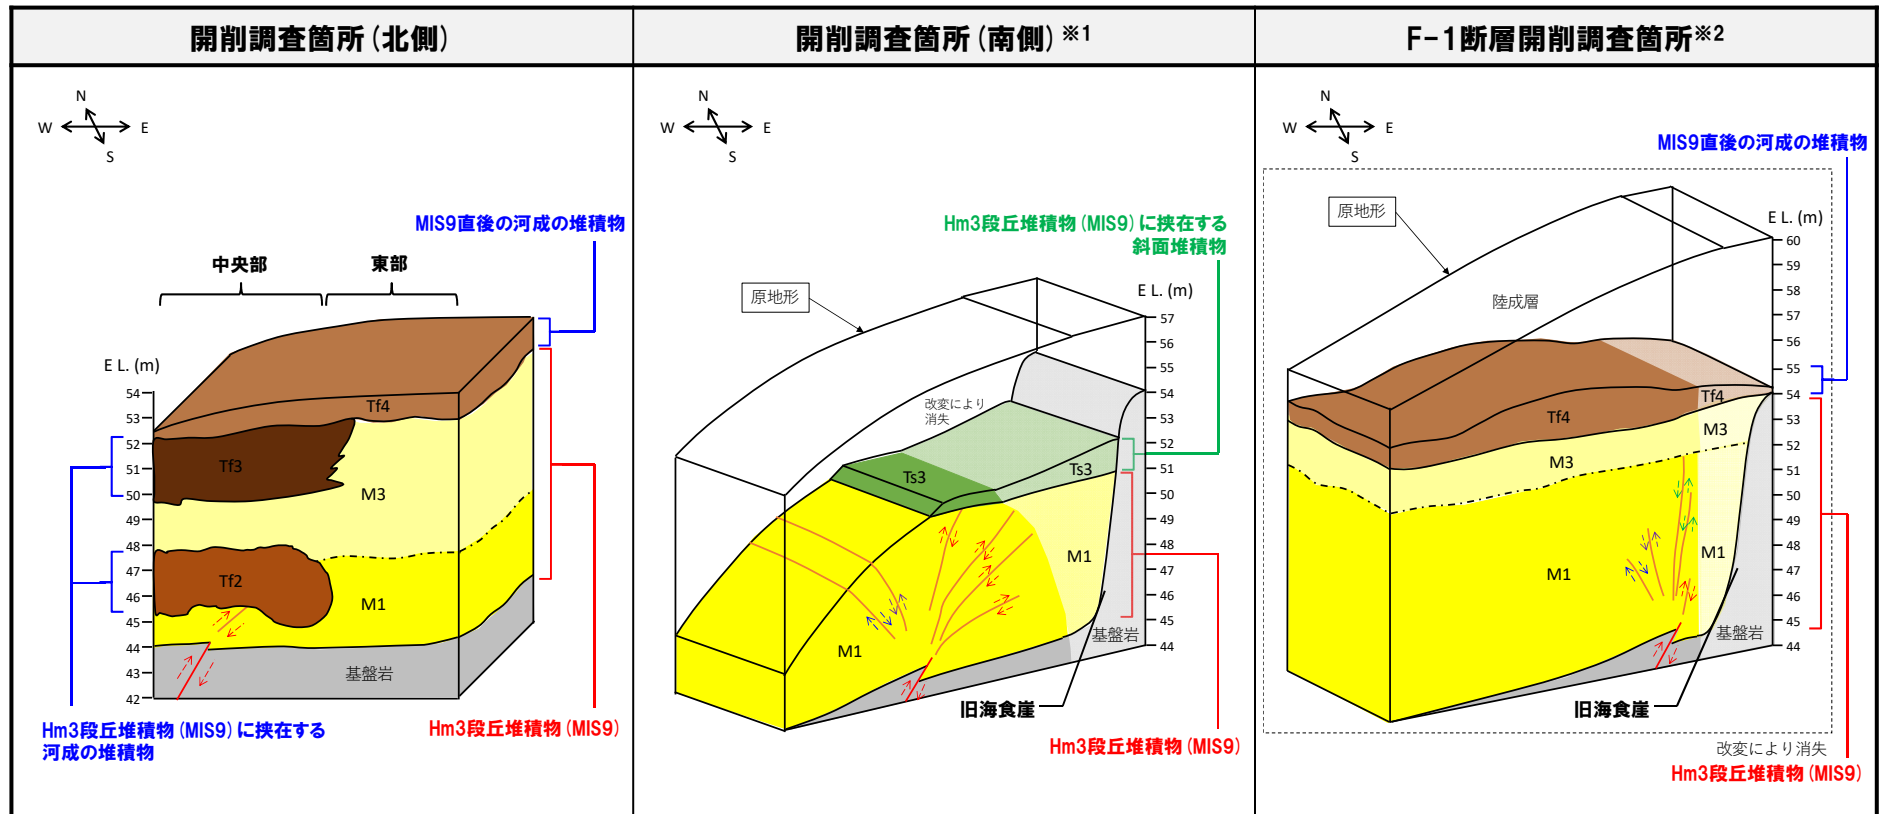 開削調査箇所(北側)
開削調査箇所(南側)※1
F-1断層開削調査箇所※2
N
W
E
S
MIS9直後の河成の堆積物
中央部
東部
E L. (m)
54
53
52
51
50
49
48
47
46
45
44
43
42
Tf4
Tf3
M3
Tf2
M1
基盤岩
Hm3段丘堆積物(MIS9)に挟在する
河成の堆積物
Hm3段丘堆積物(MIS9)
N
W
E
S
Hm3段丘堆積物(MIS9)に挟在する
斜面堆積物
原地形
E L. (m)
57
56
55
54
53
52
51
50
49
48
47
46
45
44
改変により
消失
Ts3
Ts3
M1
M1
基盤岩
旧海食崖
Hm3段丘堆積物(MIS9)
N
W
E
S
MIS9直後の河成の堆積物
原地形
E L. (m)
60
59
58
57
56
55
54
53
52
51
50
49
48
47
46
45
44
陸成層
Tf4
Tf4
M3
M3
M1
M1
基盤岩
旧海食崖
改変により消失
Hm3段丘堆積物(MIS9)